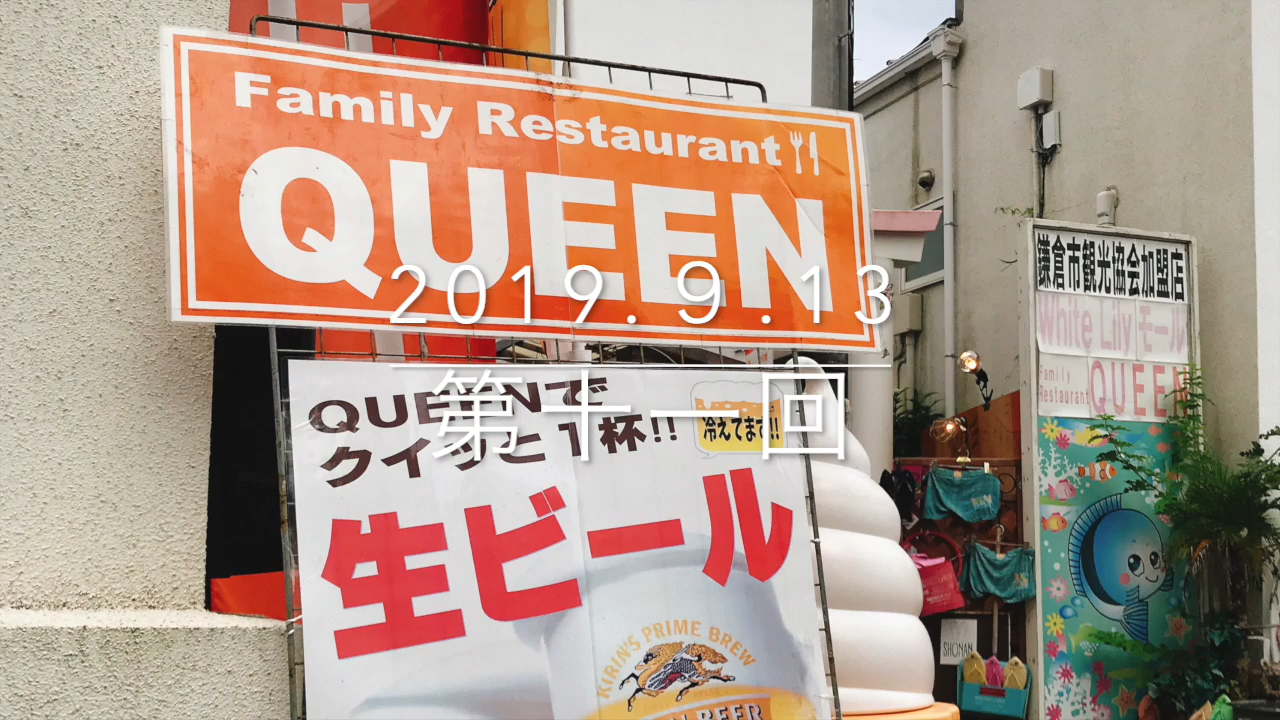 Family Restaurant
QUEEN
2019.9.13
第十一回
QUEENで
クイッと1杯!!
冷えてます!!
生ビール
KIRIN'S PRIME BREW
BEER
鎌倉市観光協会加盟店
White Lily モール
Family
Restaurant QUEEN
SHONAN